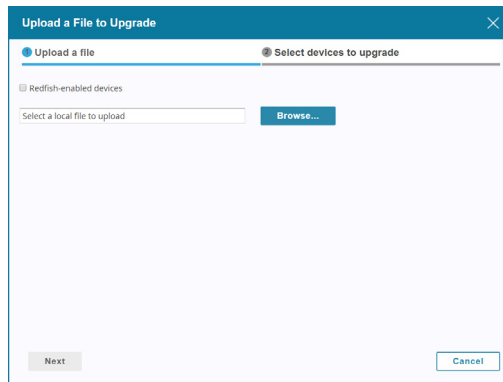 Upload a File to Upgrade
1 Upload a file
2 Select devices to upgrade
Redfish-enabled devices
Select a local file to upload
Browse...
Next
Cancel